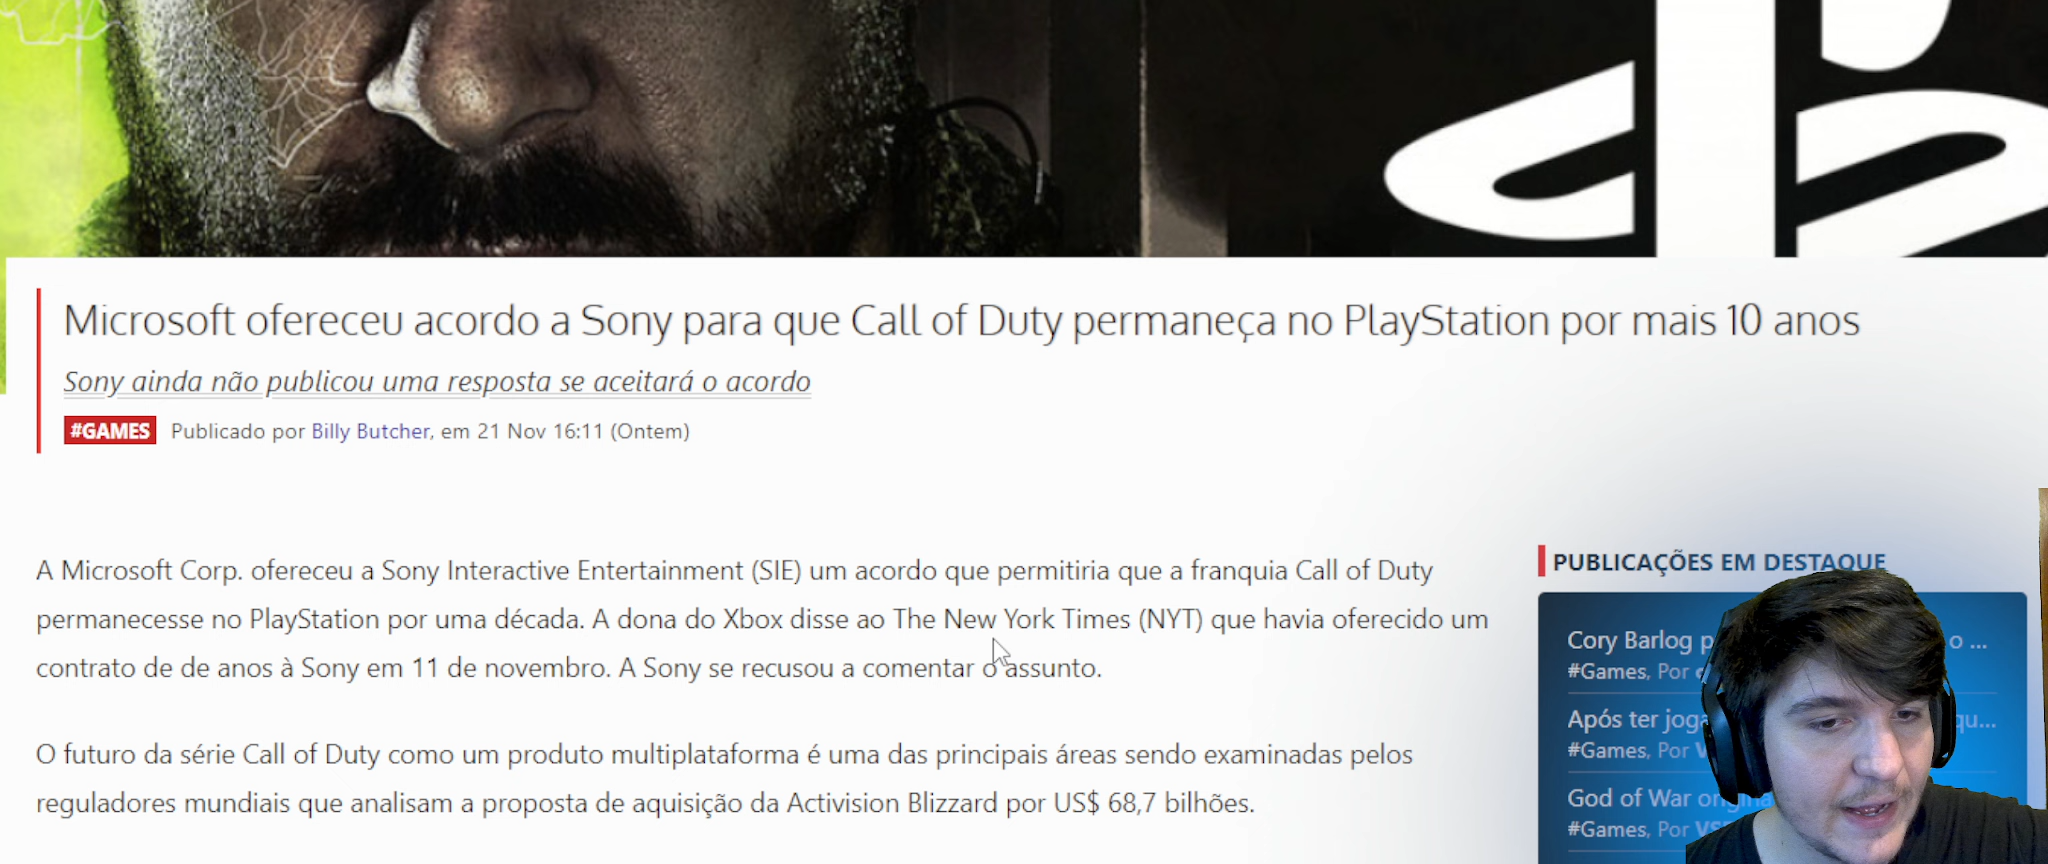 Microsoft ofereceu acordo a Sony para que Call of Duty permaneça no PlayStation por mais 10 anos
Sony ainda não publicou uma resposta se aceitará o acordo
#GAMES Publicado por Billy Butcher, em 21 Nov 16:11 (Ontem)
A Microsoft Corp. ofereceu a Sony Interactive Entertainment (SIE) um acordo que permitiria que a franquia Call of Duty
permanecesse no PlayStation por uma década. A dona do Xbox disse ao The New York Times (NYT) que havia oferecido um
contrato de de anos à Sony em 11 de novembro. A Sony se recusou a comentar o assunto.
O futuro da série Call of Duty como um produto multiplataforma é uma das principais áreas sendo examinadas pelos
reguladores mundiais que analisam a proposta de aquisição da Activision Blizzard por US$ 68,7 bilhões.
PUBLICAÇÕES EM DESTAQUE
Cory Barlog o ...
#Games, Por
Após ter
#Games, Por
God of War
#Games, Por